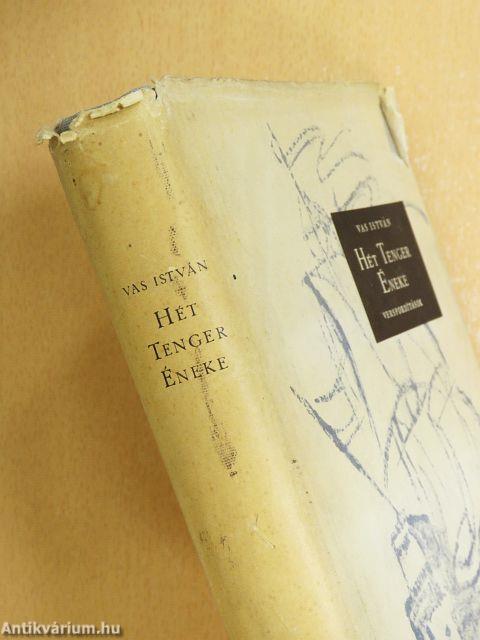 VAS ISTVÁN
HÉT
TENGER
ÉNEKE
VAS ISTVÁN
HÉT TENGER
ÉNEKE
VERSFORDÍTÁSOK
Antikvárium.hu